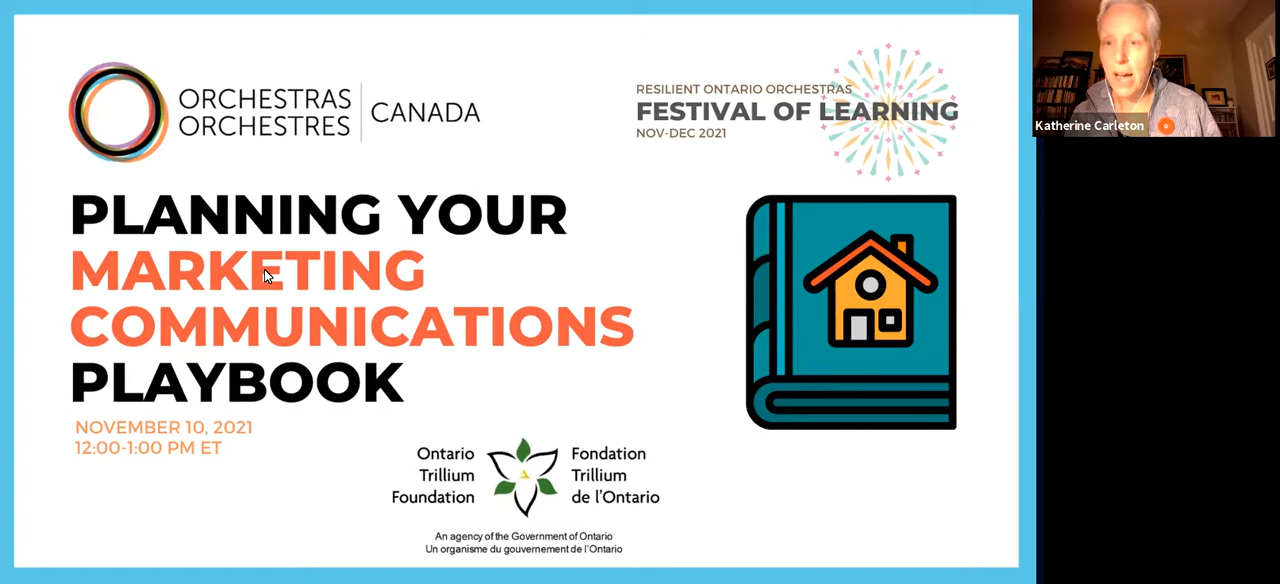 ORCHESTRAS
ORCHESTRES
CANADA
RESILIENT ONTARIO ORCHESTRAS
FESTIVAL OF LEARNING
NOV-DEC 2021
Katherine Carleton
PLANNING YOUR
MARKETING
COMMUNICATIONS
PLAYBOOK
NOVEMBER 10, 2021
12:00-1:00 PM ET
Ontario
Trillium
Foundation
Fondation
Trillium
de l'Ontario
An agency of the Government of Ontario
Un organisme du gouvernement de l'Ontario